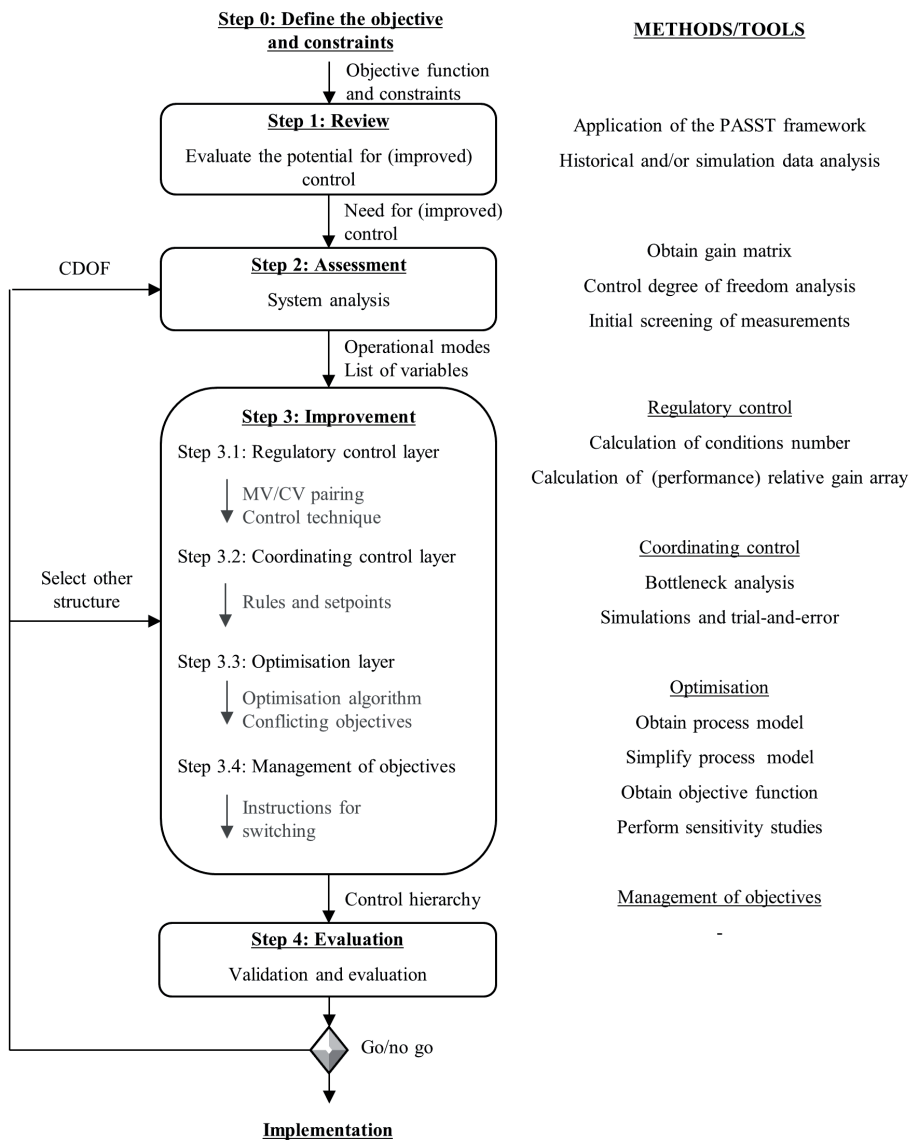 Step 0: Define the objective
and constraints
Objective function
and constraints
Step 1: Review
Evaluate the potential for (improved)
control
Need for (improved)
control
CDOF
Step 2: Assessment
System analysis
Operational modes
List of variables
Step 3: Improvement
Step 3.1: Regulatory control layer
MV/CV pairing
Control technique
Step 3.2: Coordinating control layer
Select other
structure
Rules and setpoints
Step 3.3: Optimisation layer
Optimisation algorithm
Conflicting objectives
Step 3.4: Management of objectives
Instructions for
switching
Control hierarchy
Step 4: Evaluation
Validation and evaluation
Go/no go
Implementation
METHODS/TOOLS
Application of the PASST framework
Historical and/or simulation data analysis
Obtain gain matrix
Control degree of freedom analysis
Initial screening of measurements
Regulatory control
Calculation of conditions number
Calculation of (performance) relative gain array
Coordinating control
Bottleneck analysis
Simulations and trial-and-error
Optimisation
Obtain process model
Simplify process model
Obtain objective function
Perform sensitivity studies
Management of objectives
-